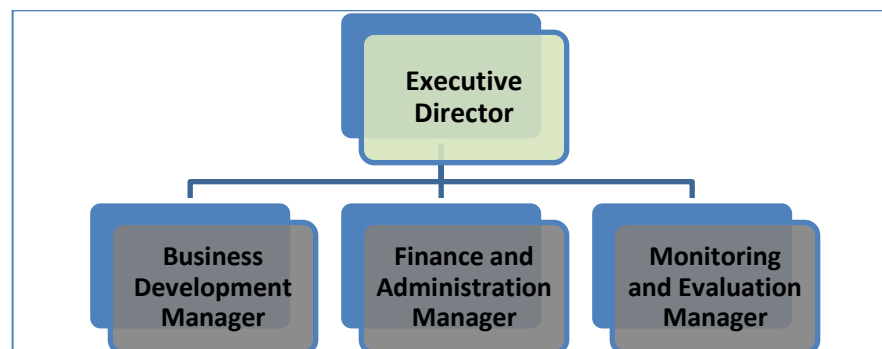 Executive
Director
Business
Development
Manager
Finance and
Administration
Manager
Monitoring
and Evaluation
Manager